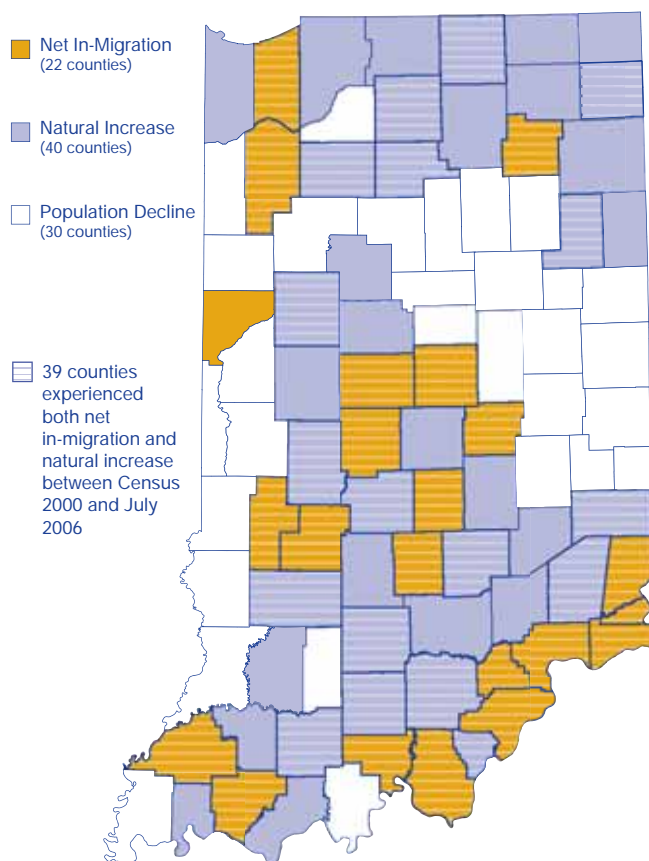 Net In-Migration
(22 counties)
Natural Increase
(40 counties)
Population Decline
(30 counties)
39 counties
experienced
both net
in-migration and
natural increase
between Census
2000 and July
2006